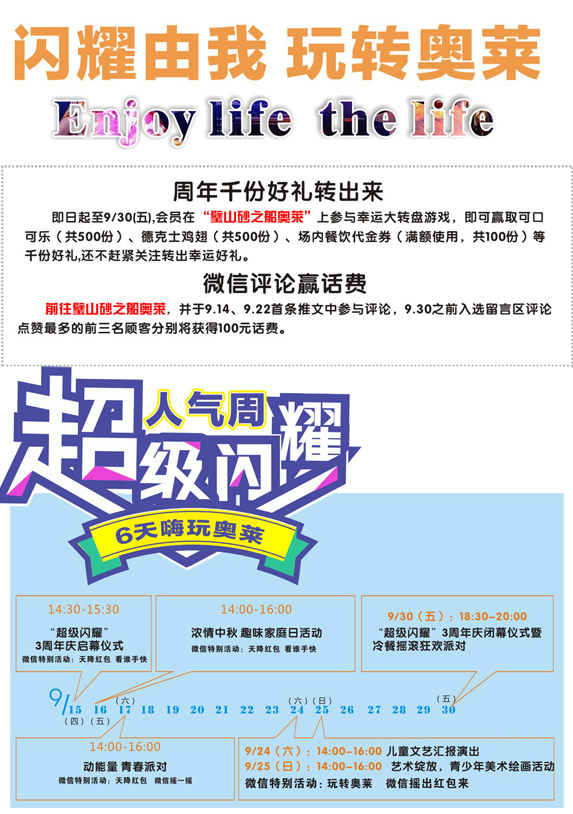 闪耀由我 玩转奥莱
Enjoy life the life
周年千份好礼转出来
即日起至9/30(五),会员在“璧山砂之船奥莱”上参与幸运大转盘游戏，即可赢取可口
可乐（共500份）、德克士鸡翅（共500份）、场内餐饮代金券（满额使用，共100份）等
千份好礼,还不赶紧关注转出幸运好礼。
微信评论赢话费
前往璧山砂之船奥莱，并于9.14、9.22首条推文中参与评论，9.30之前入选留言区评论
点赞最多的前三名顾客分别将获得100元话费。
人气周
超级闪耀
6天嗨玩奥莱
14:30-15:30
“超级闪耀”
3周年庆启幕仪式
微信特别活动：天降红包 看谁手快
14:00-16:00
浓情中秋 趣味家庭日活动
微信特别活动：天降红包 看谁手快
9/30（五）：18:30-20:00
“超级闪耀”3周年庆闭幕仪式暨
冷餐摇滚狂欢派对
（六） （六）（日） （五）
9/15 16 17 18 19 20 21 22 23 24 25 26 27 28 29 30
（四）（五）
14:00-16:00
动能量 青春派对
微信特别活动：天降红包 微信摇一摇
9/24（六）：14:00-16:00 儿童文艺汇报演出
9/25（日）：14:00-16:00 艺术绽放，青少年美术绘画活动
微信特别活动：玩转奥莱 微信摇出红包来